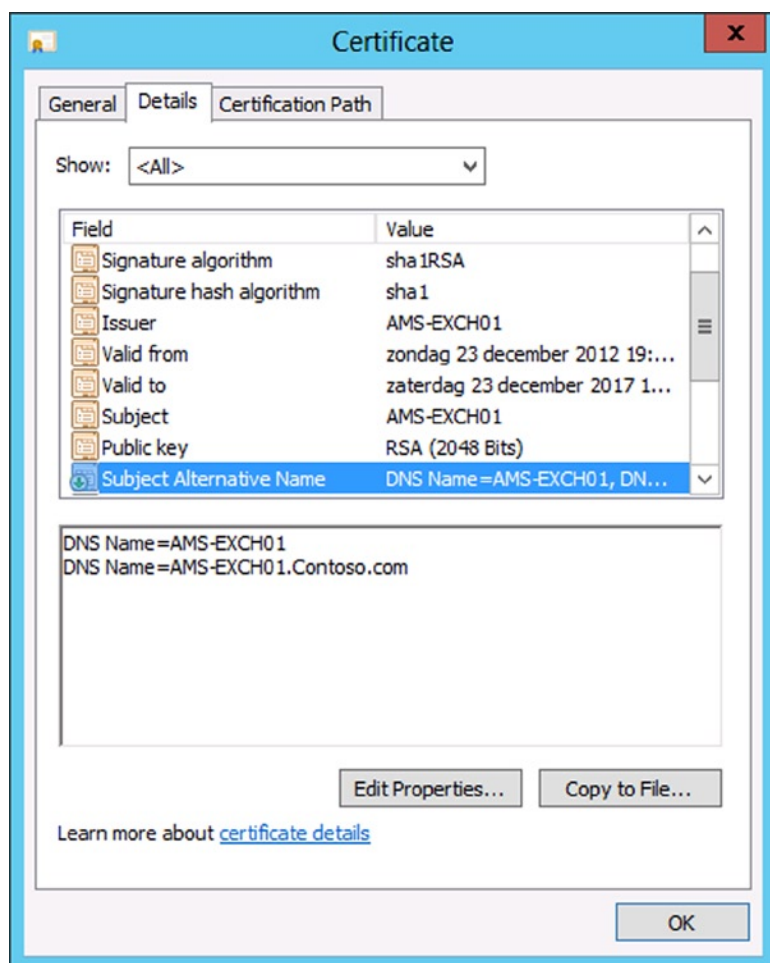 Certificate
x
General Details Certification Path
Show: <All>
Field Value
Signature algorithm sha1RSA
Signature hash algorithm sha1
Issuer AMS-EXCH01
Valid from zondag 23 december 2012 19:...
Valid to zaterdag 23 december 2017 1...
Subject AMS-EXCH01
Public key RSA (2048 Bits)
Subject Alternative Name DNS Name=AMS-EXCH01, DN...
DNS Name=AMS-EXCH01
DNS Name=AMS-EXCH01.Contoso.com
Edit Properties... Copy to File...
Learn more about certificate details
OK